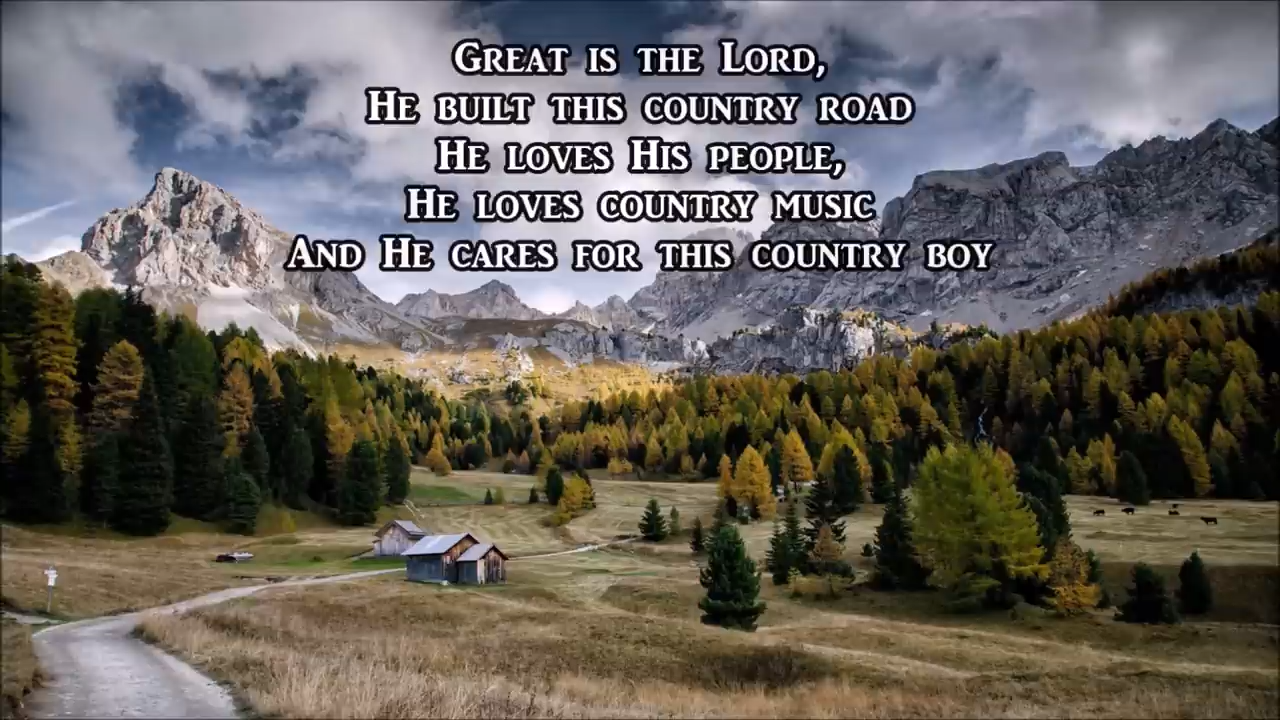 Great is the Lord,
He built this country road
He loves His people,
He loves country music
And He cares for this country boy